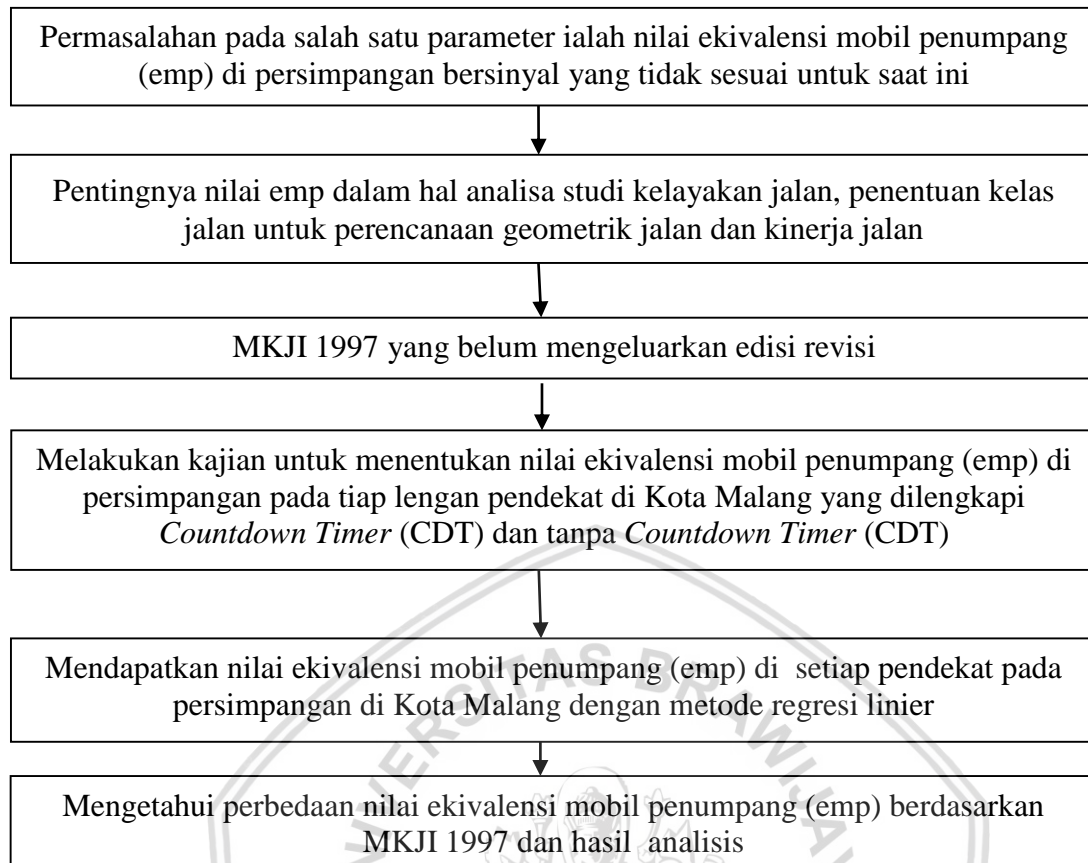 Permasalahan pada salah satu parameter ialah nilai ekivalensi mobil penumpang
(emp) di persimpangan bersinyal yang tidak sesuai untuk saat ini
Pentingnya nilai emp dalam hal analisa studi kelayakan jalan, penentuan kelas
jalan untuk perencanaan geometrik jalan dan kinerja jalan
MKJI 1997 yang belum mengeluarkan edisi revisi
Melakukan kajian untuk menentukan nilai ekivalensi mobil penumpang (emp) di
persimpangan pada tiap lengan pendekat di Kota Malang yang dilengkapi
Countdown Timer (CDT) dan tanpa Countdown Timer (CDT)
Mendapatkan nilai ekivalensi mobil penumpang (emp) di setiap pendekat pada
persimpangan di Kota Malang dengan metode regresi linier
Mengetahui perbedaan nilai ekivalensi mobil penumpang (emp) berdasarkan
MKJI 1997 dan hasil analisis